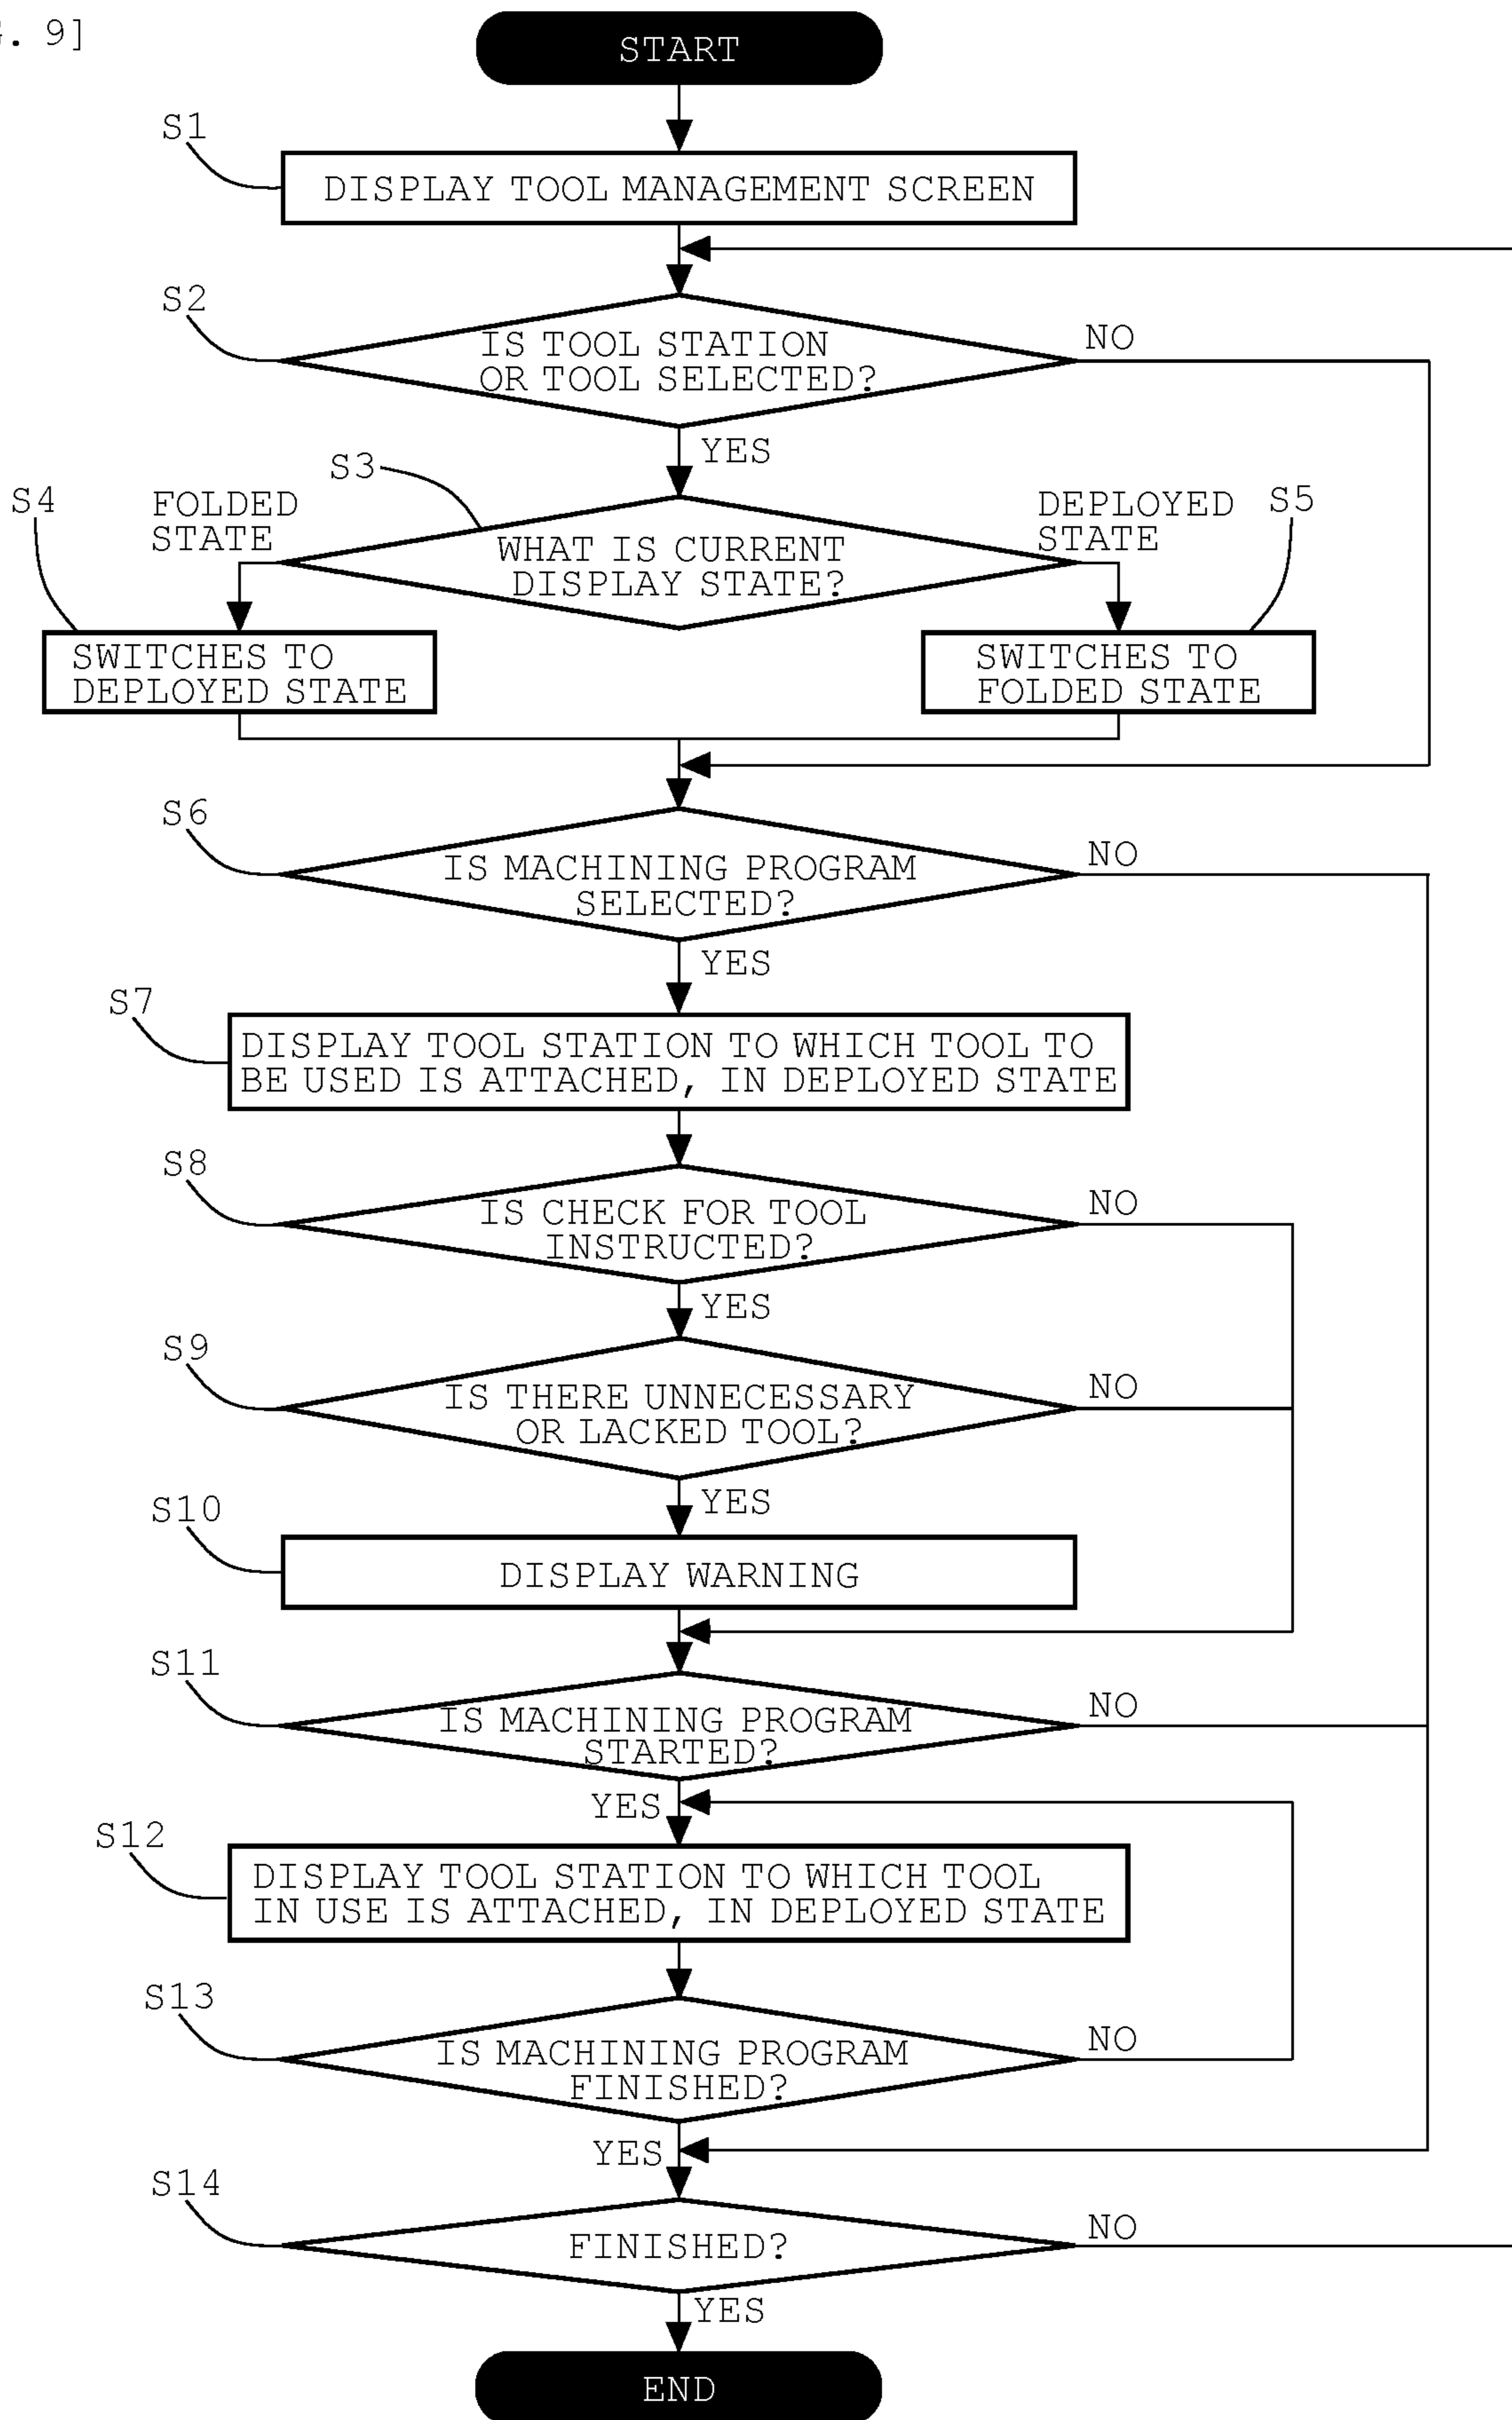 . 9]
START
S1
DISPLAY TOOL MANAGEMENT SCREEN
S2
IS TOOL STATION
OR TOOL SELECTED?
NO
YES
S3
S4
FOLDED
STATE
WHAT IS CURRENT
DISPLAY STATE?
DEPLOYED
STATE
S5
SWITCHES TO
DEPLOYED STATE
SWITCHES TO
FOLDED STATE
S6
IS MACHINING PROGRAM
SELECTED?
NO
YES
S7
DISPLAY TOOL STATION TO WHICH TOOL TO
BE USED IS ATTACHED, IN DEPLOYED STATE
S8
IS CHECK FOR TOOL
INSTRUCTED?
NO
YES
S9
IS THERE UNNECESSARY
OR LACKED TOOL?
NO
YES
S10
DISPLAY WARNING
S11
IS MACHINING PROGRAM
STARTED?
NO
YES
S12
DISPLAY TOOL STATION TO WHICH TOOL
IN USE IS ATTACHED, IN DEPLOYED STATE
S13
IS MACHINING PROGRAM
FINISHED?
NO
YES
S14
FINISHED?
NO
YES
END